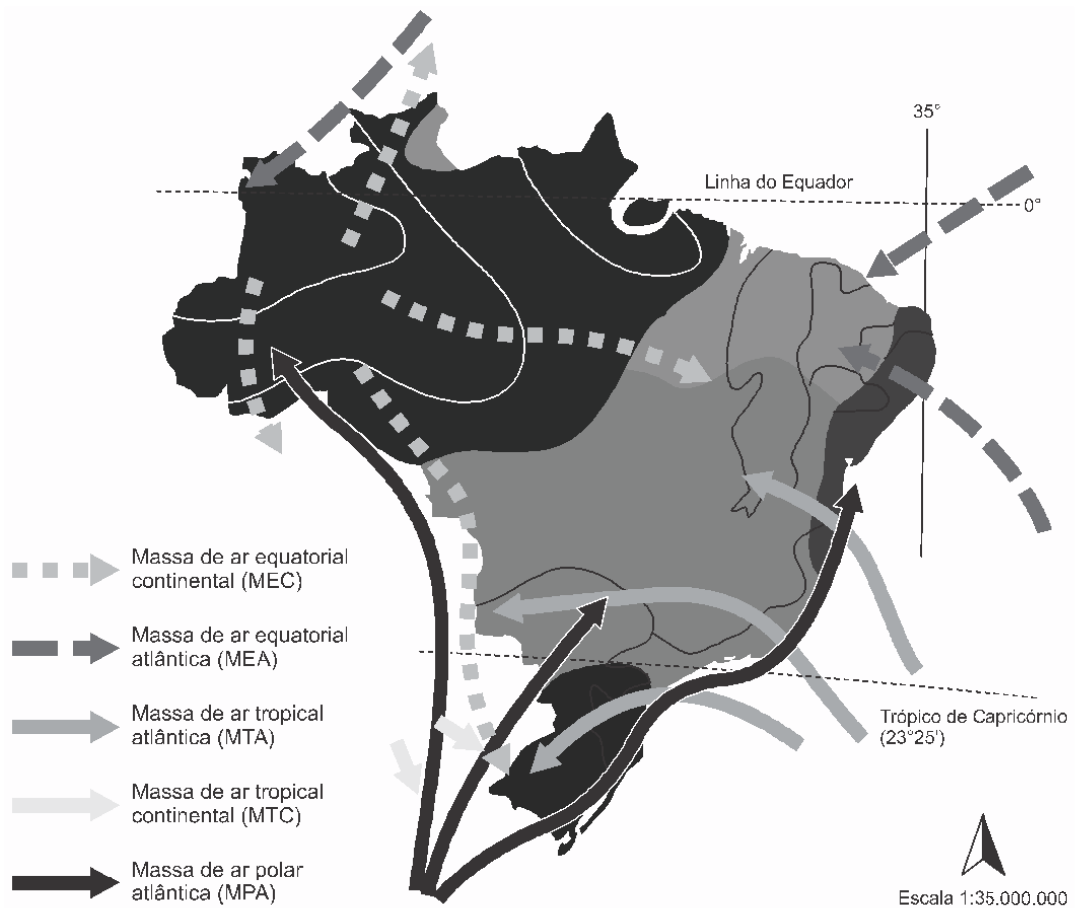 35°
Linha do Equador
0°
Massa de ar equatorial
continental (MEC)
Massa de ar equatorial
atlântica (MEA)
Massa de ar tropical
atlântica (MTA)
Trópico de Capricórnio
(23°25')
Massa de ar tropical
continental (MTC)
Massa de ar polar
atlântica (MPA)
Escala 1:35.000.000